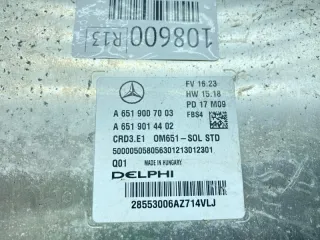 108600 R13
FV 16.23
HW 15.18
PD 17 M09
FBS4
A 651 900 70 03
A 651 901 44 02
CRD3.E1 OM651-SOL STD
500005058056301213012301
Q01 MADE IN HUNGARY
DELPHI
28553006AZ714VLJ